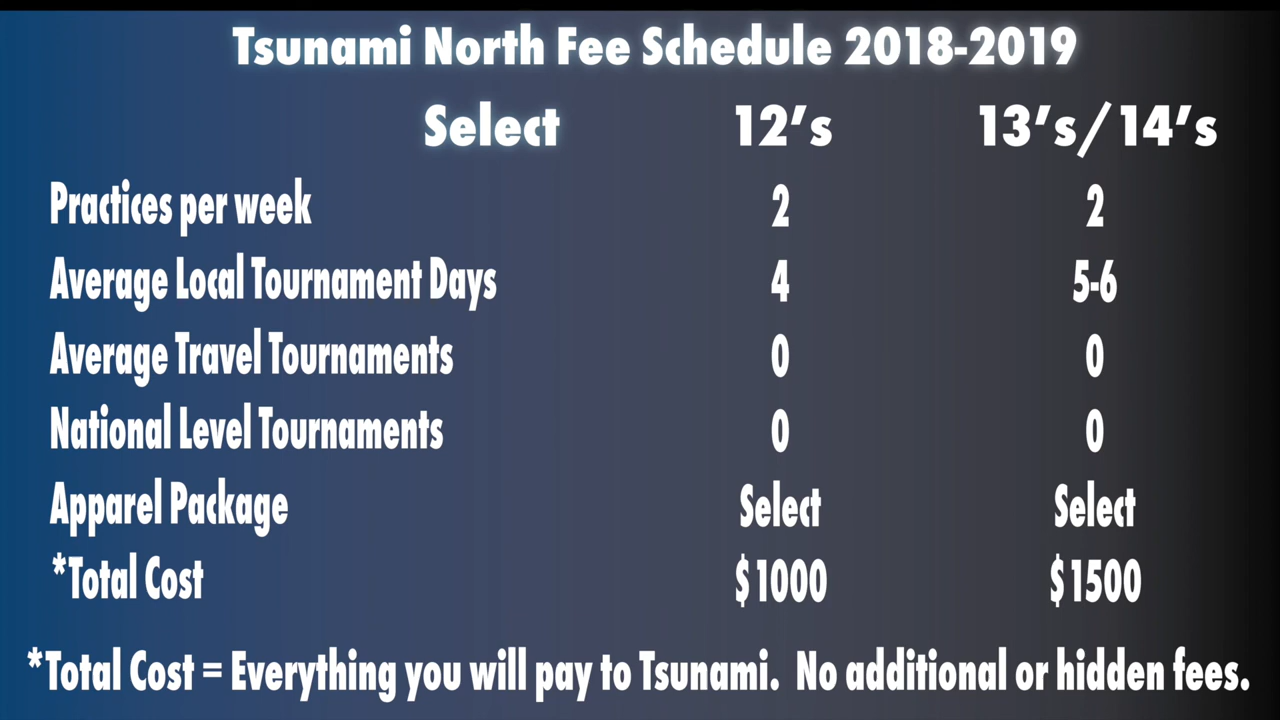 Tsunami North Fee Schedule 2018-2019
Select 12’s 13’s/14’s
Practices per week 2 2
Average Local Tournament Days 4 5-6
Average Travel Tournaments 0 0
National Level Tournaments 0 0
Apparel Package Select Select
*Total Cost $1000 $1500
*Total Cost = Everything you will pay to Tsunami. No additional or hidden fees.